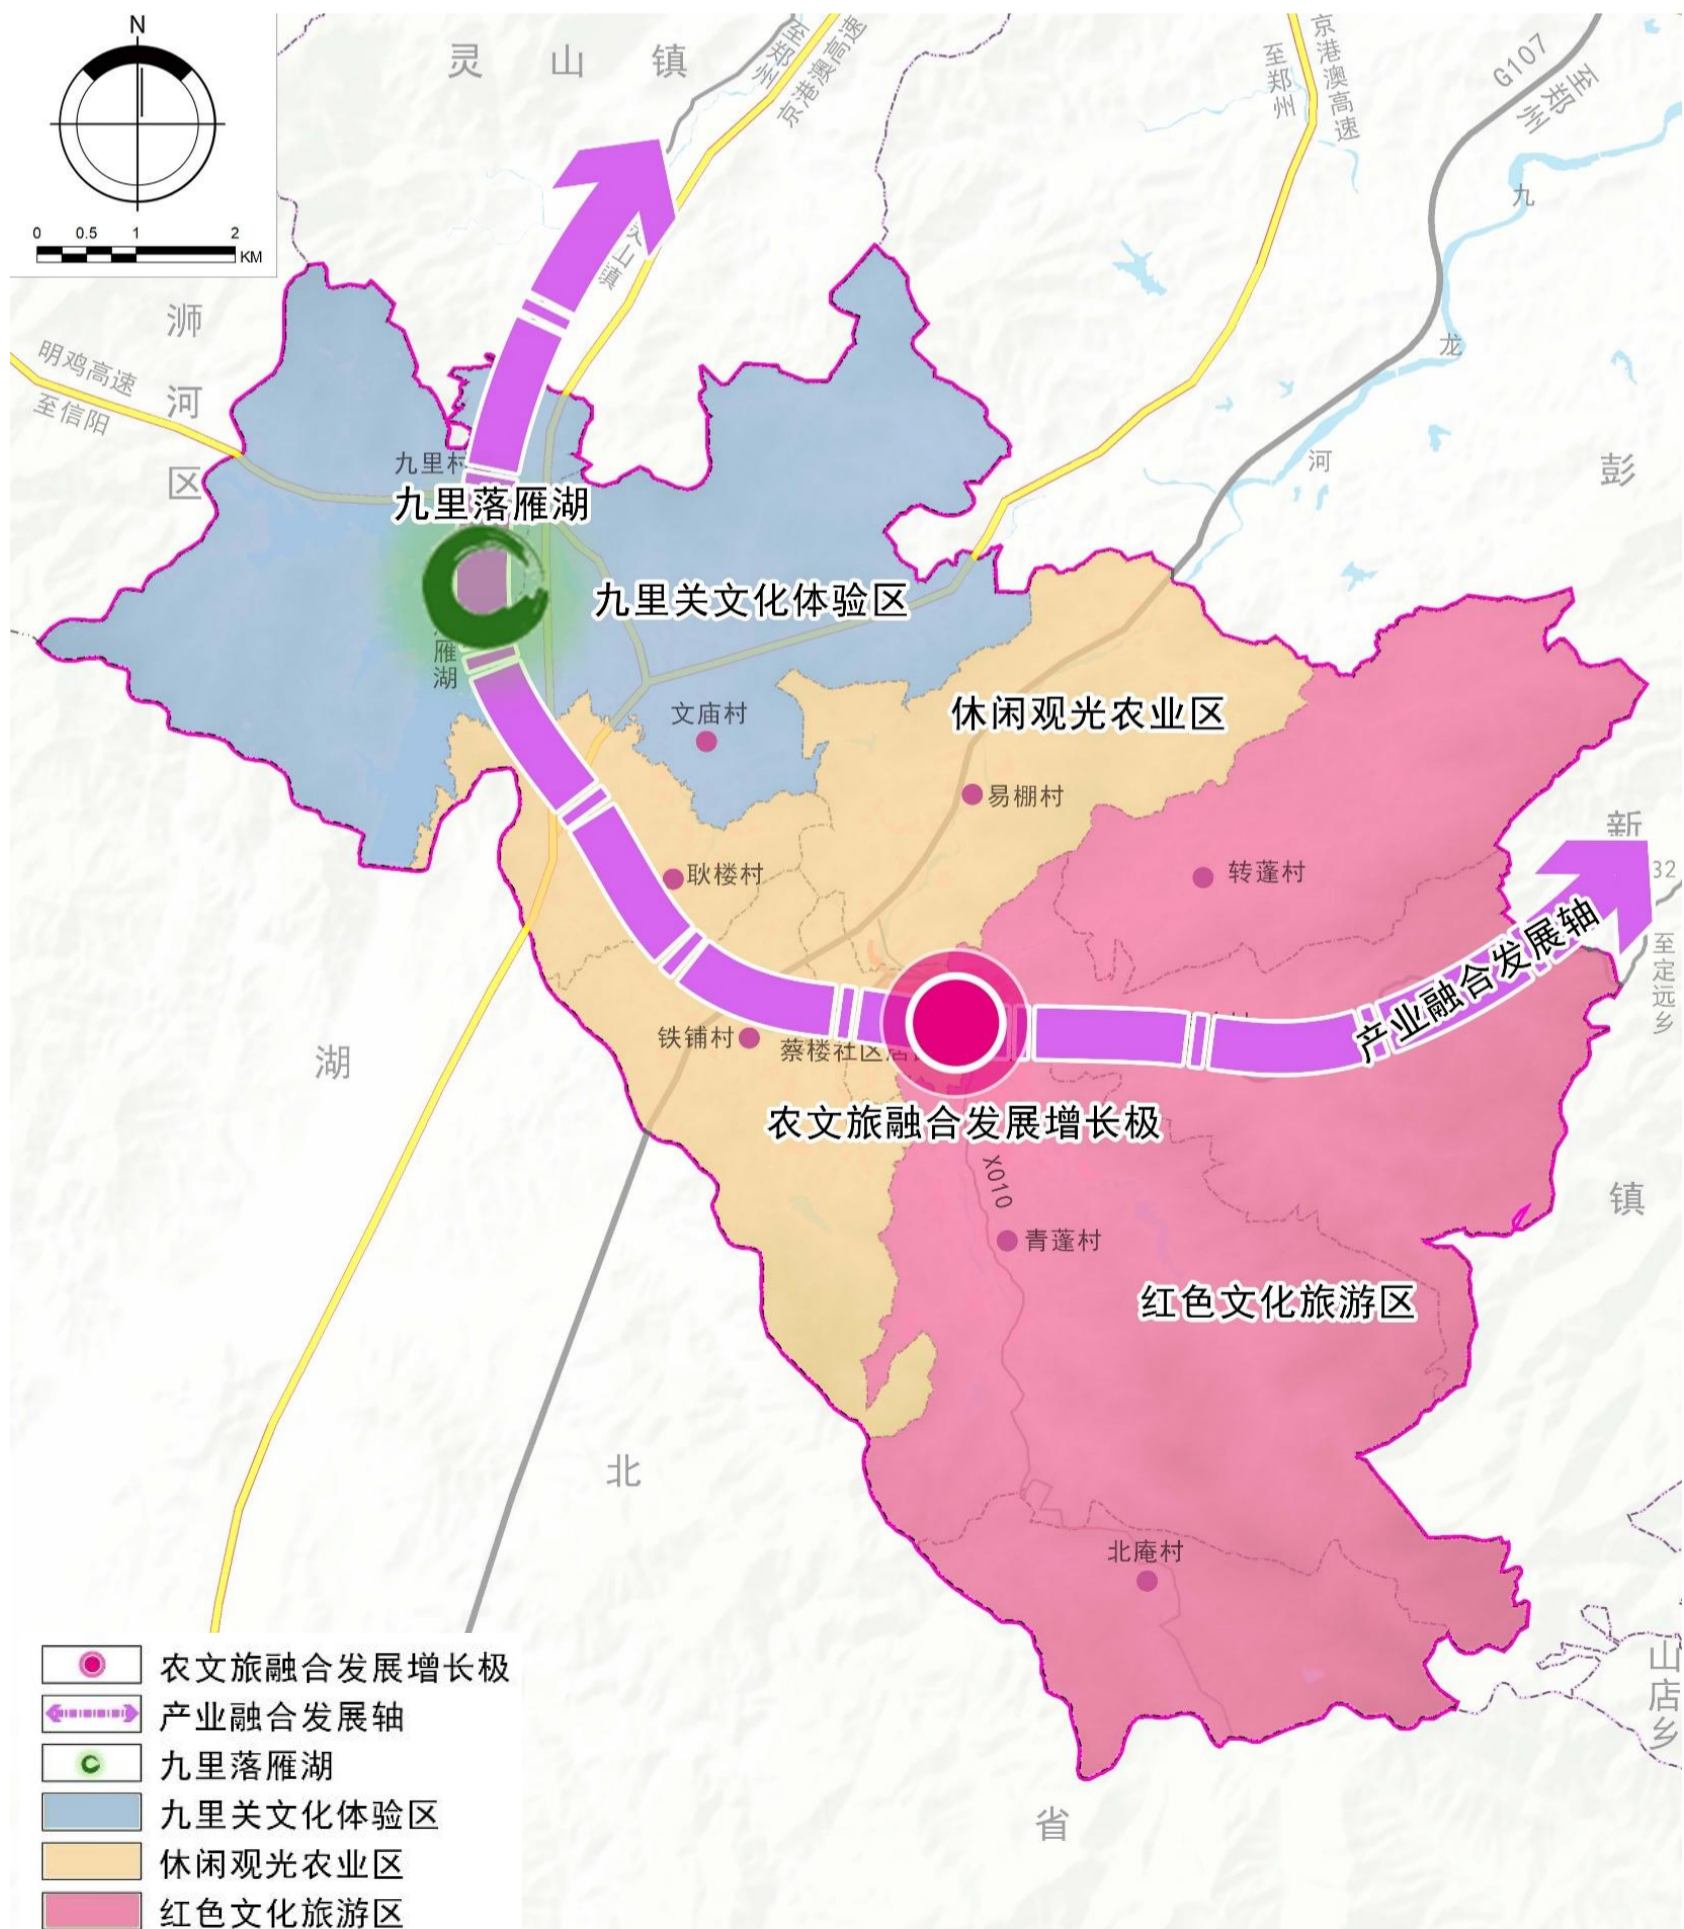 N
0 0.5 1 2
KM
灵山镇
至郑州
京港澳高速
至郑州
京港澳高速
G107
至郑州
九
龙
河
浉河区
明鸡高速
至信阳
彭
新
镇
九里村
九里落雁湖
九里关文化体验区
雁湖
文庙村
休闲观光农业区
易棚村
耿楼村
转蓬村
32
至定远乡
产业融合发展轴
铁铺村
蔡楼社区居
农文旅融合发展增长极
湖
北
省
X010
青蓬村
红色文化旅游区
北庵村
山店乡
农文旅融合发展增长极
产业融合发展轴
九里落雁湖
九里关文化体验区
休闲观光农业区
红色文化旅游区